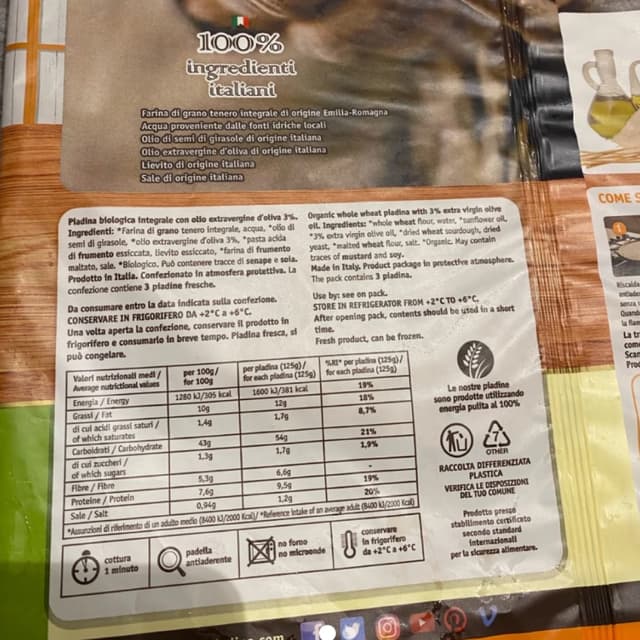 100%
ingredienti
italiani
Farina di grano tenero integrale di origine Emilia-Romagna
Acqua proveniente dalle fonti idriche locali
Olio di semi di girasole di origine italiana
Olio extravergine d'oliva di origine italiana
Lievito di origine italiana
Sale di origine italiana
Piadina biologica integrale con olio extravergine d'oliva 3%.
Ingredienti: *Farina di grano tenero integrale, acqua, *olio di
semi di girasole, *olio extravergine d'oliva 3%, *pasta acida
di frumento essiccata, lievito essiccato, *farina di frumento
maltato, sale. *Biologico. Può contenere tracce di senape e soia.
Prodotto in Italia. Confezionato in atmosfera protettiva. La
confezione contiene 3 piadine fresche.
Da consumare entro la data indicata sulla confezione.
CONSERVARE IN FRIGORIFERO DA +2°C a +6°C.
Una volta aperta la confezione, conservare il prodotto in
frigorifero e consumarlo in breve tempo. Piadina fresca, si
può congelare.
Organic whole wheat piadina with 3% extra virgin olive
oil. Ingredients: *whole wheat flour, water, *sunflower oil,
*3% extra virgin olive oil, *dried wheat sourdough, dried
yeast, *malted wheat flour, salt. *Organic. May contain
traces of mustard and soy.
Made in Italy. Product package in protective atmosphere.
The pack contains 3 piadina.
Use by: see on pack.
STORE IN REFRIGERATOR FROM +2°C TO +6°C.
After opening pack, contents should be used in a short
time.
Fresh product, can be frozen.
Valori nutrizionali medi / per 100g/ per piadina (125g)/ %RI* per piadina (125g)/
Average nutrictional values for 100g for each piadina (125g) for each piadina (125g)
Energia / Energy 1280 kJ/305 kcal 1600 kJ/381 kcal 19%
Grassi / Fat 10g 12g 18%
di cui acidi grassi saturi / 1,4g 1,7g 8,7%
of which saturates
Carboidrati / Carbohydrate 43g 54g 21%
di cui zuccheri / 1,3g 1,7g 1,9%
of which sugars
Fibre / Fibre 5,3g 6,6g -
Proteine / Protein 7,6g 9,5g 19%
Sale / Salt 0,94g 1,2g 20%
*Assunzioni di riferimento di un adulto medio (8400 kJ/2000 Kcal)/ *Reference intake of an average adult (8400 kJ/2000 Kcal)
cottura
1 minuto
padella
antiaderente
no forno
no microonde
conservare
in frigorifero
da +2°C a +6°C
Le nostre piadine
sono prodotte utilizzando
energia pulita al 100%
7
OTHER
RACCOLTA DIFFERENZIATA
PLASTICA
VERIFICA LE DISPOSIZIONI
DEL TUO COMUNE
Prodotto presso
stabilimento certificato
secondo standard
internazionali
per la sicurezza alimentare.
COME S
1
Riscalda